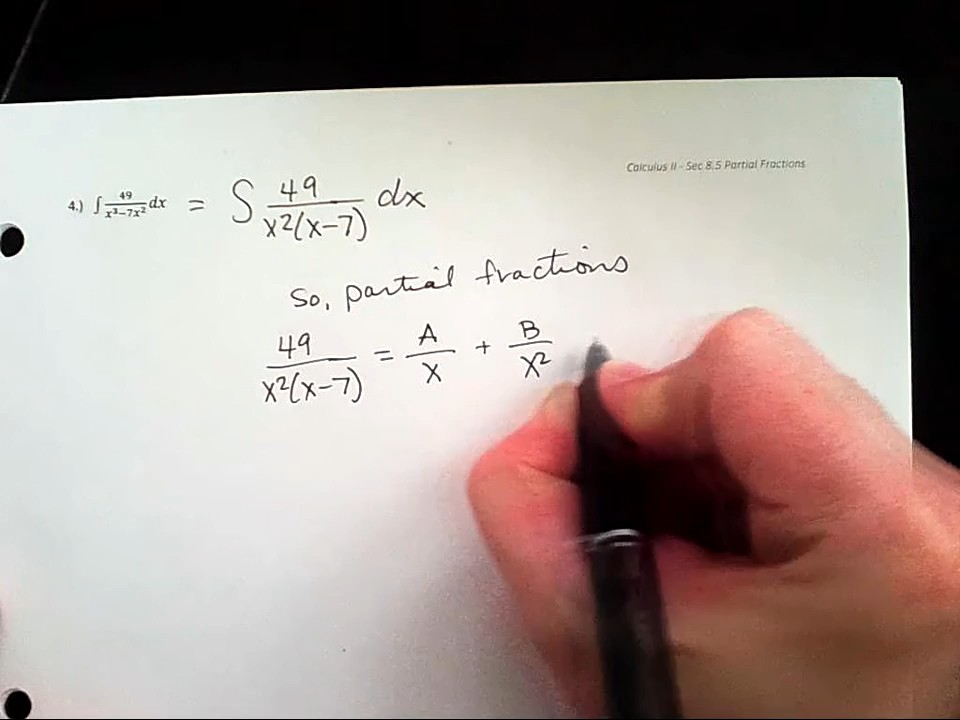 Calculus II - Sec 8.5 Partial Fractions
4.) ∫ 49/(x³−7x²) dx = ∫ 49/(x²(x−7)) dx
So, partial fractions
49/(x²(x−7)) = A/x + B/x²